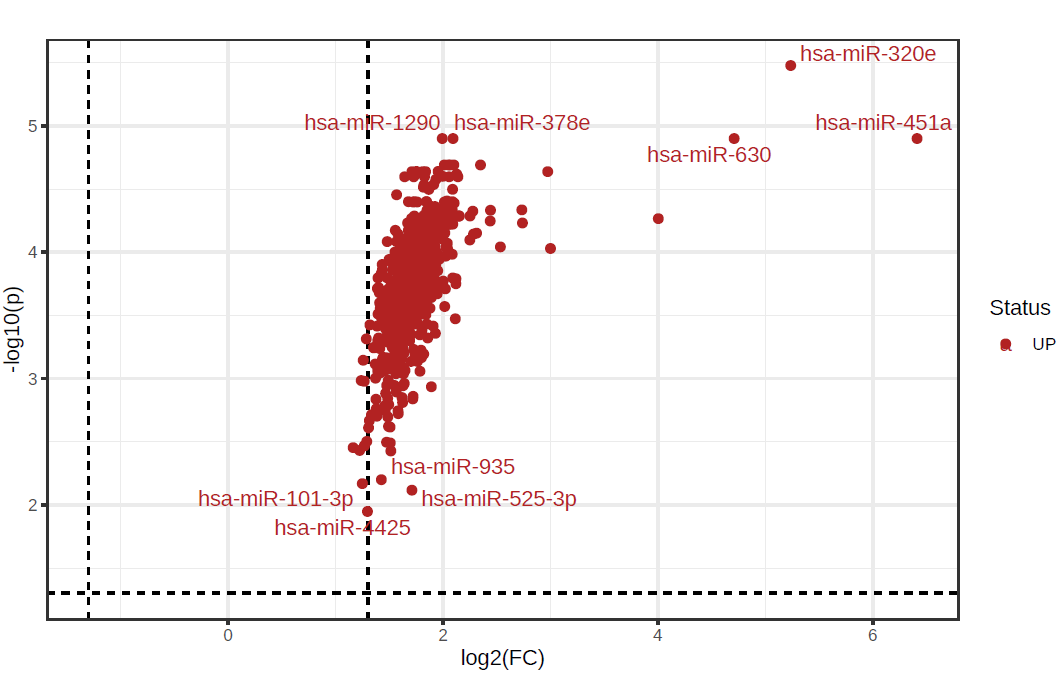 hsa-miR-320e
hsa-miR-1290
hsa-miR-378e
hsa-miR-451a
hsa-miR-630
5
4
3
2
-log10(p)
hsa-miR-935
hsa-miR-101-3p
hsa-miR-525-3p
hsa-miR-4425
0
2
4
6
log2(FC)
Status
UP